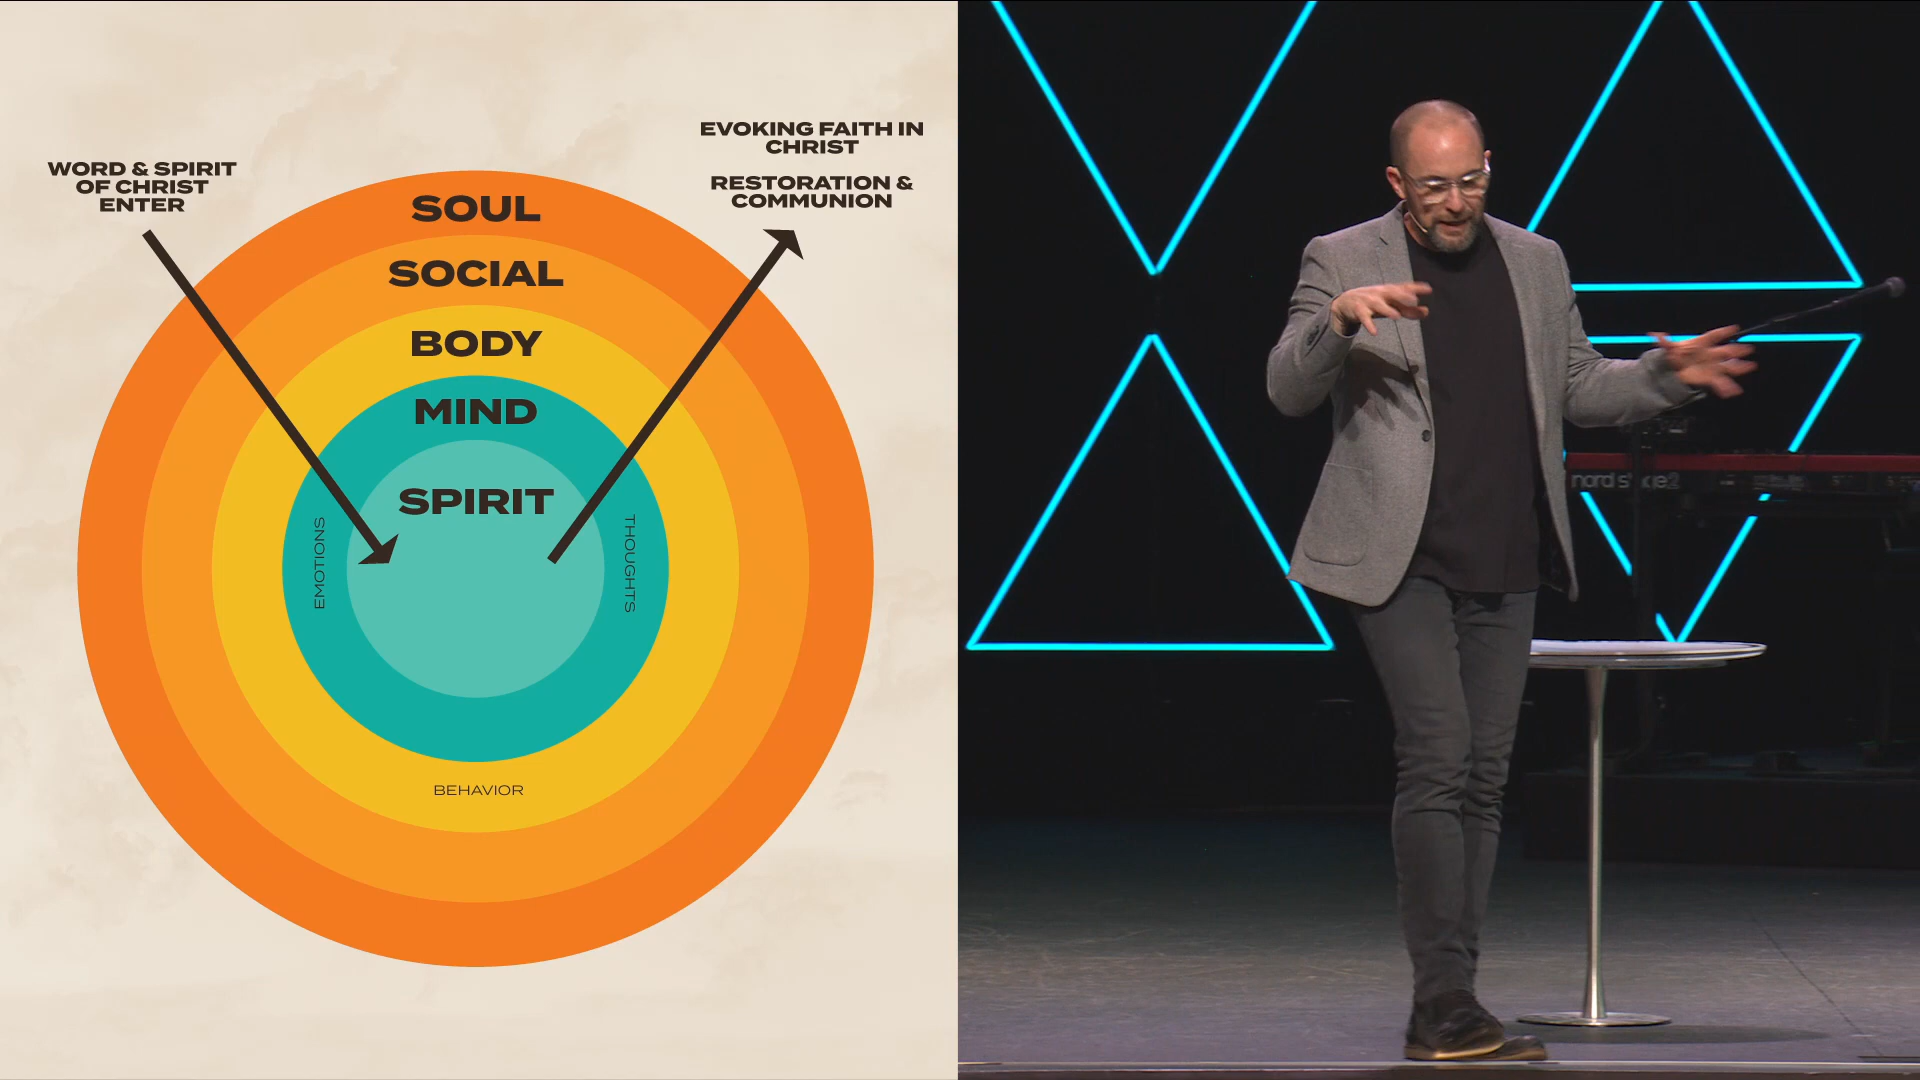 WORD & SPIRIT
OF CHRIST
ENTER
EVOKING FAITH IN
CHRIST
RESTORATION &
COMMUNION
SOUL
SOCIAL
BODY
MIND
SPIRIT
EMOTIONS
THOUGHTS
BEHAVIOR
nord